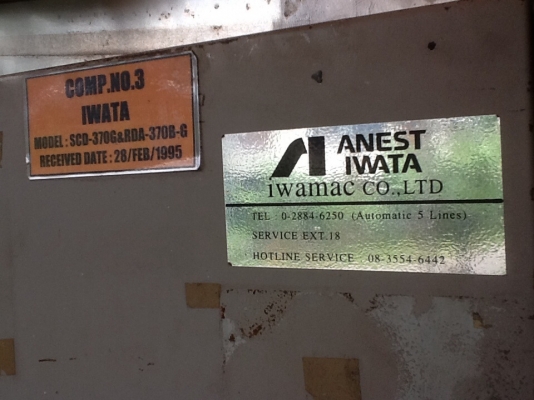 COMP.NO.3
IWATA
MODEL : SCD-370G&RDA-370B-G
RECEIVED DATE : 28/FEB/1995
ANEST
IWATA
iwamac CO.,LTD
TEL : 0-2884-6250 (Automatic 5 Lines)
SERVICE EXT.18
HOTLINE SERVICE 08-3554-6442